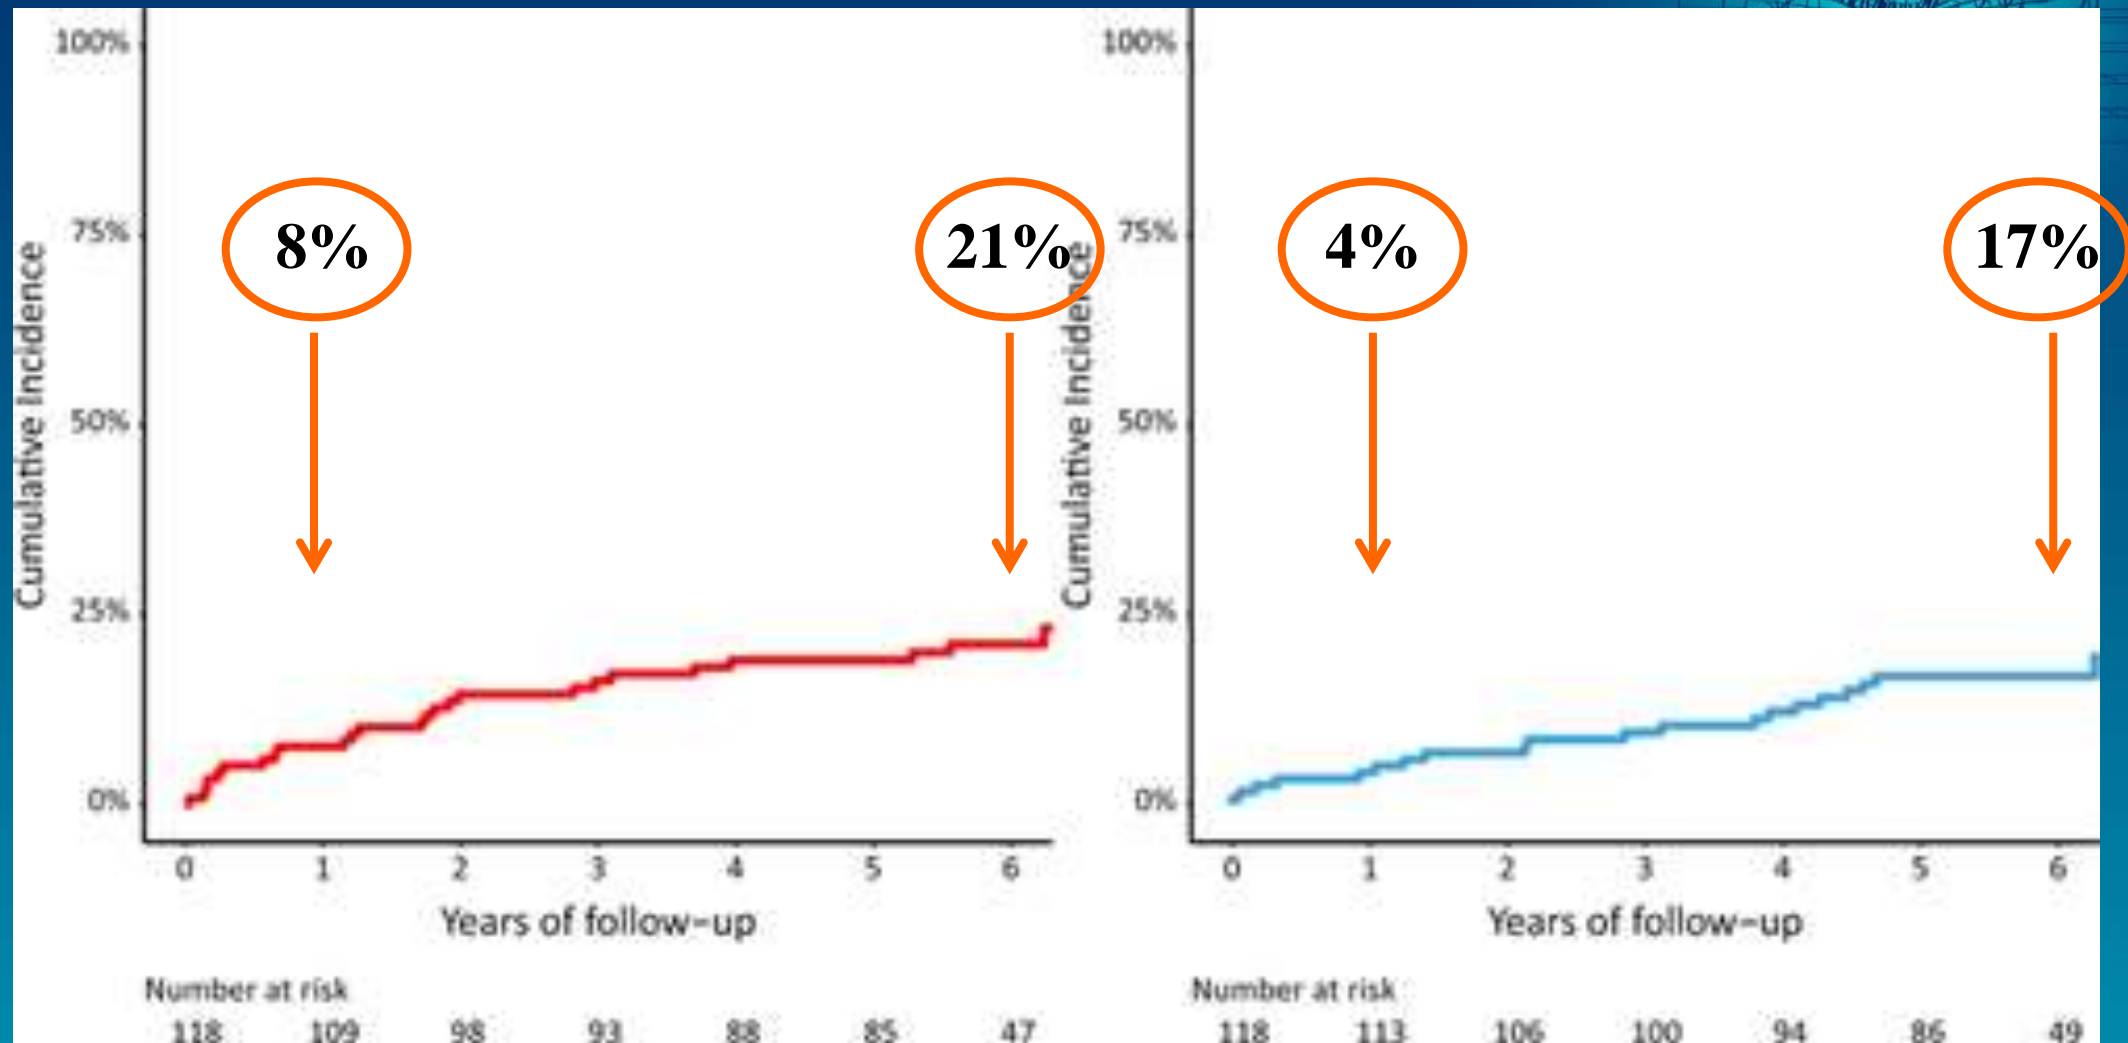 100%
75%
50%
25%
0%
Cumulative Incidence
8%
21%
0 1 2 3 4 5 6
Years of follow-up
Number at risk
118 109 98 93 88 85 47
100%
75%
50%
25%
0%
Cumulative Incidence
4%
17%
0 1 2 3 4 5 6
Years of follow-up
Number at risk
118 113 106 100 94 86 49